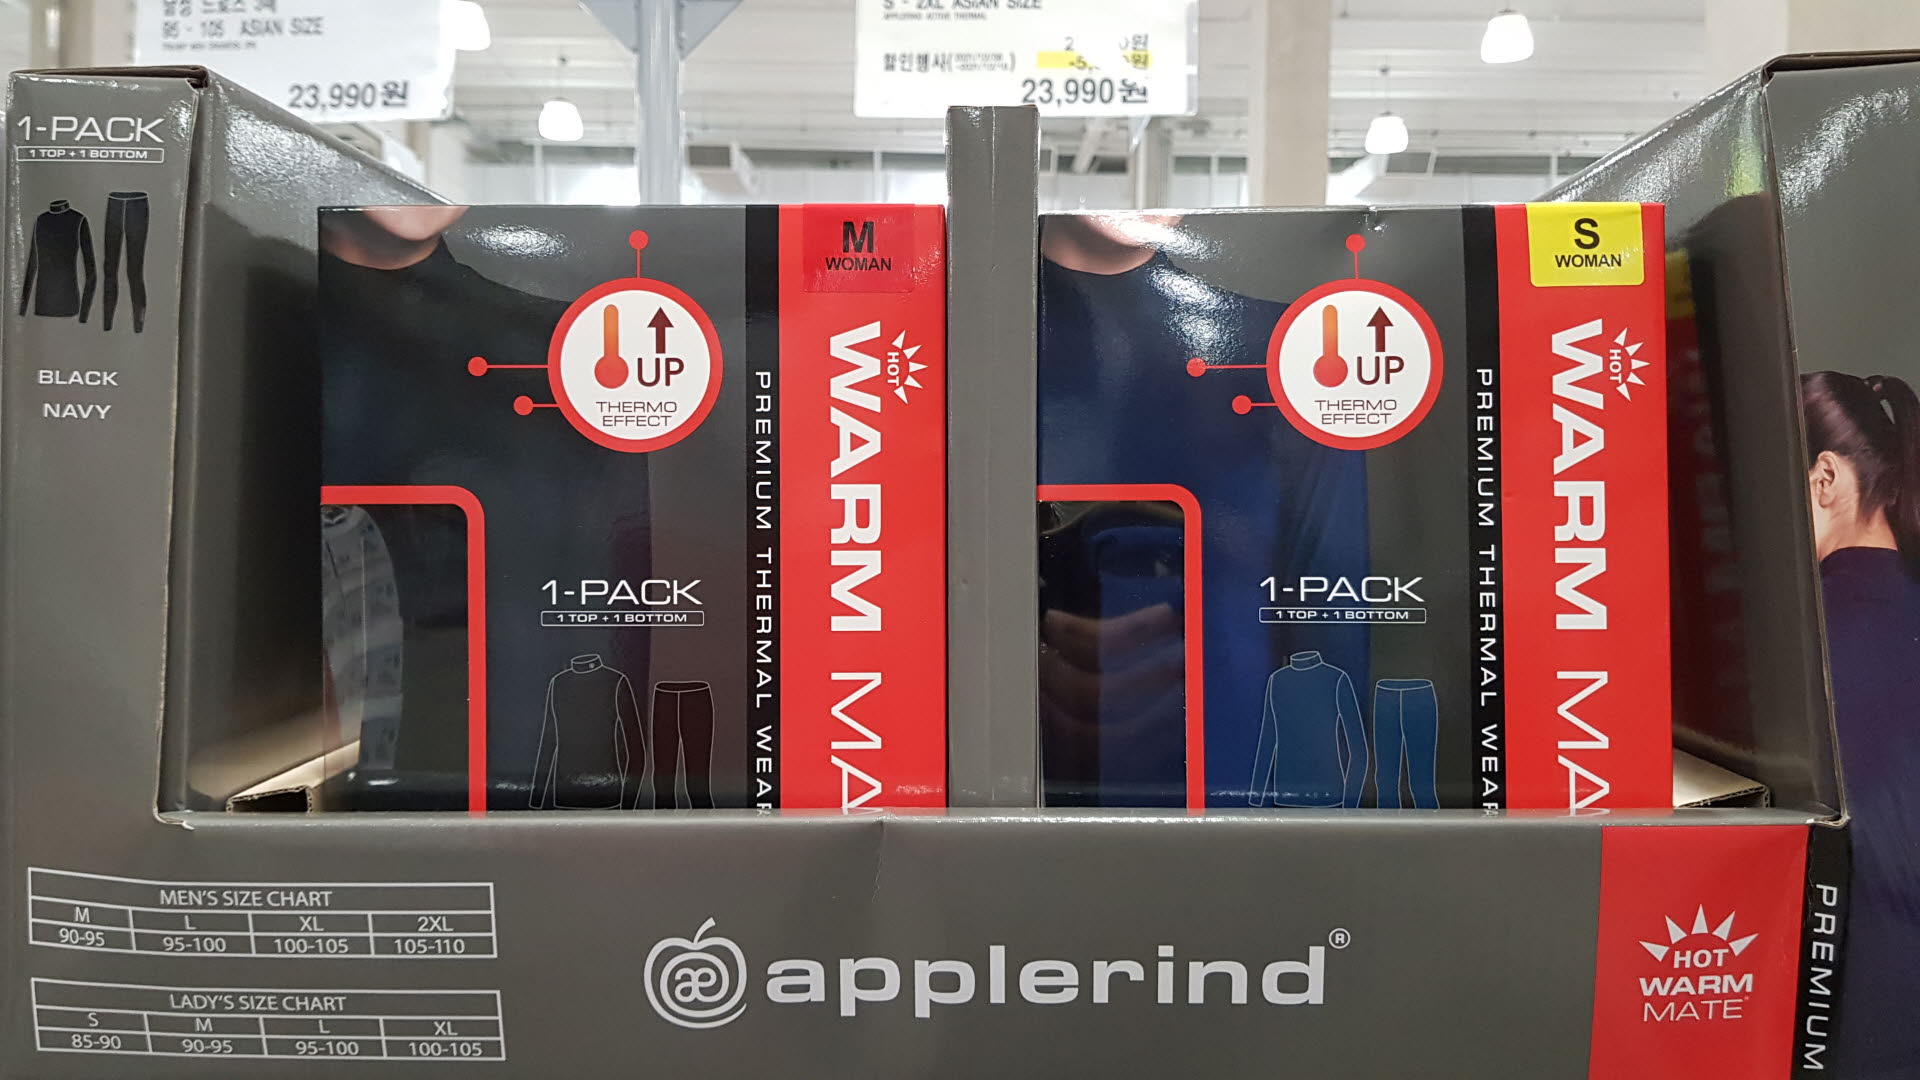 95 - 105 ASIAN SIZE
23,990원
S - 2XL ASIAN SIZE
APPLERIND ACTIVE THERMAL
할인행사(
23,990원
1-PACK
1 TOP + 1 BOTTOM
BLACK
NAVY
M
WOMAN
UP
THERMO
EFFECT
1-PACK
1 TOP + 1 BOTTOM
PREMIUM THERMAL WEAR
HOT
WARM MA
S
WOMAN
UP
THERMO
EFFECT
1-PACK
1 TOP + 1 BOTTOM
PREMIUM THERMAL WEAR
HOT
WARM MA
MEN'S SIZE CHART
M L XL 2XL
90-95 95-100 100-105 105-110
LADY'S SIZE CHART
S M L XL
85-90 90-95 95-100 100-105
æ applerind®
HOT
WARM
MATE
PREMIUM